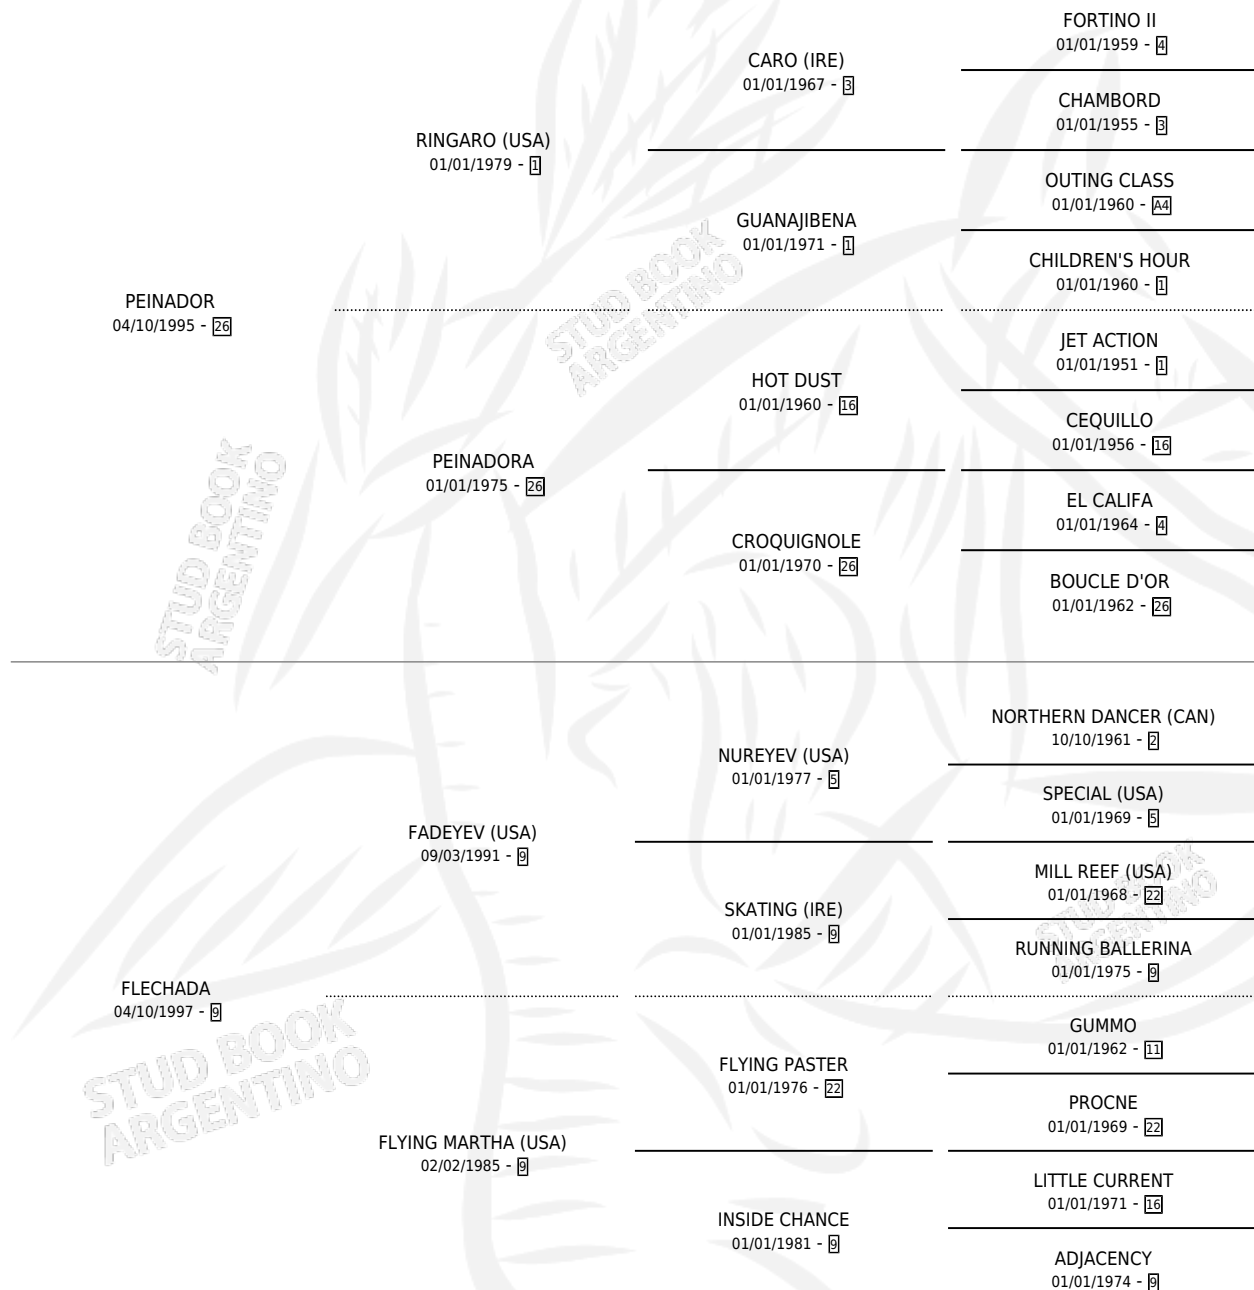 FORTINO II
01/01/1959 - 4
CARO (IRE)
01/01/1967 - 3
CHAMBORD
01/01/1955 - 3
RINGARO (USA)
01/01/1979 - 1
OUTING CLASS
01/01/1960 - A4
GUANAJIBENA
01/01/1971 - 1
CHILDREN'S HOUR
01/01/1960 - 1
PEINADOR
04/10/1995 - 26
JET ACTION
01/01/1951 - 1
HOT DUST
01/01/1960 - 16
CEQUILLO
01/01/1956 - 16
PEINADORA
01/01/1975 - 26
EL CALIFA
01/01/1964 - 4
CROQUIGNOLE
01/01/1970 - 26
BOUCLE D'OR
01/01/1962 - 26
NORTHERN DANCER (CAN)
10/10/1961 - 2
NUREYEV (USA)
01/01/1977 - 5
SPECIAL (USA)
01/01/1969 - 5
FADEYEV (USA)
09/03/1991 - 9
MILL REEF (USA)
01/01/1968 - 22
SKATING (IRE)
01/01/1985 - 9
RUNNING BALLERINA
01/01/1975 - 9
FLECHADA
04/10/1997 - 9
GUMMO
01/01/1962 - 11
FLYING PASTER
01/01/1976 - 22
PROCNE
01/01/1969 - 22
FLYING MARTHA (USA)
02/02/1985 - 9
LITTLE CURRENT
01/01/1971 - 16
INSIDE CHANCE
01/01/1981 - 9
ADJACENCY
01/01/1974 - 9
STUD BOOK
ARGENTINO
STUD BOOK
ARGENTINO
STUD BOOK
ARGENTINO
STUD BOOK
ARGENTINO